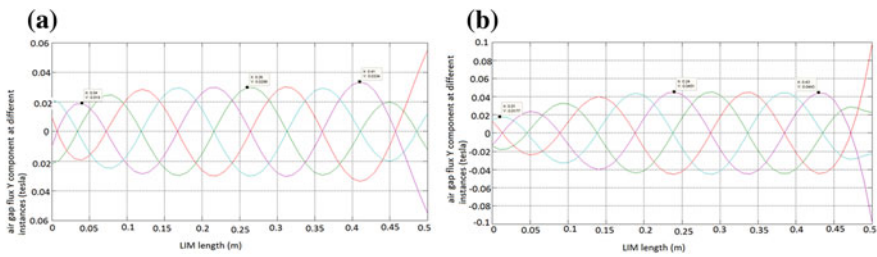 (a)
air gap flux Y component at different
instances (tesla)
0.06
0.04
0.02
0
0.02
0.04
0.06
0 0.05 0.1 0.15 0.2 0.25 0.3 0.35 0.4 0.45 0.5
LIM length (m)
(b)
air gap flux Y component at different
instances (tesla)
0.1
0.08
0.06
0.04
0.02
0
-0.02
-0.04
-0.06
-0.08
-0.1
0 0.05 0.1 0.15 0.2 0.25 0.3 0.35 0.4 0.45 0.5
LIM length (m)